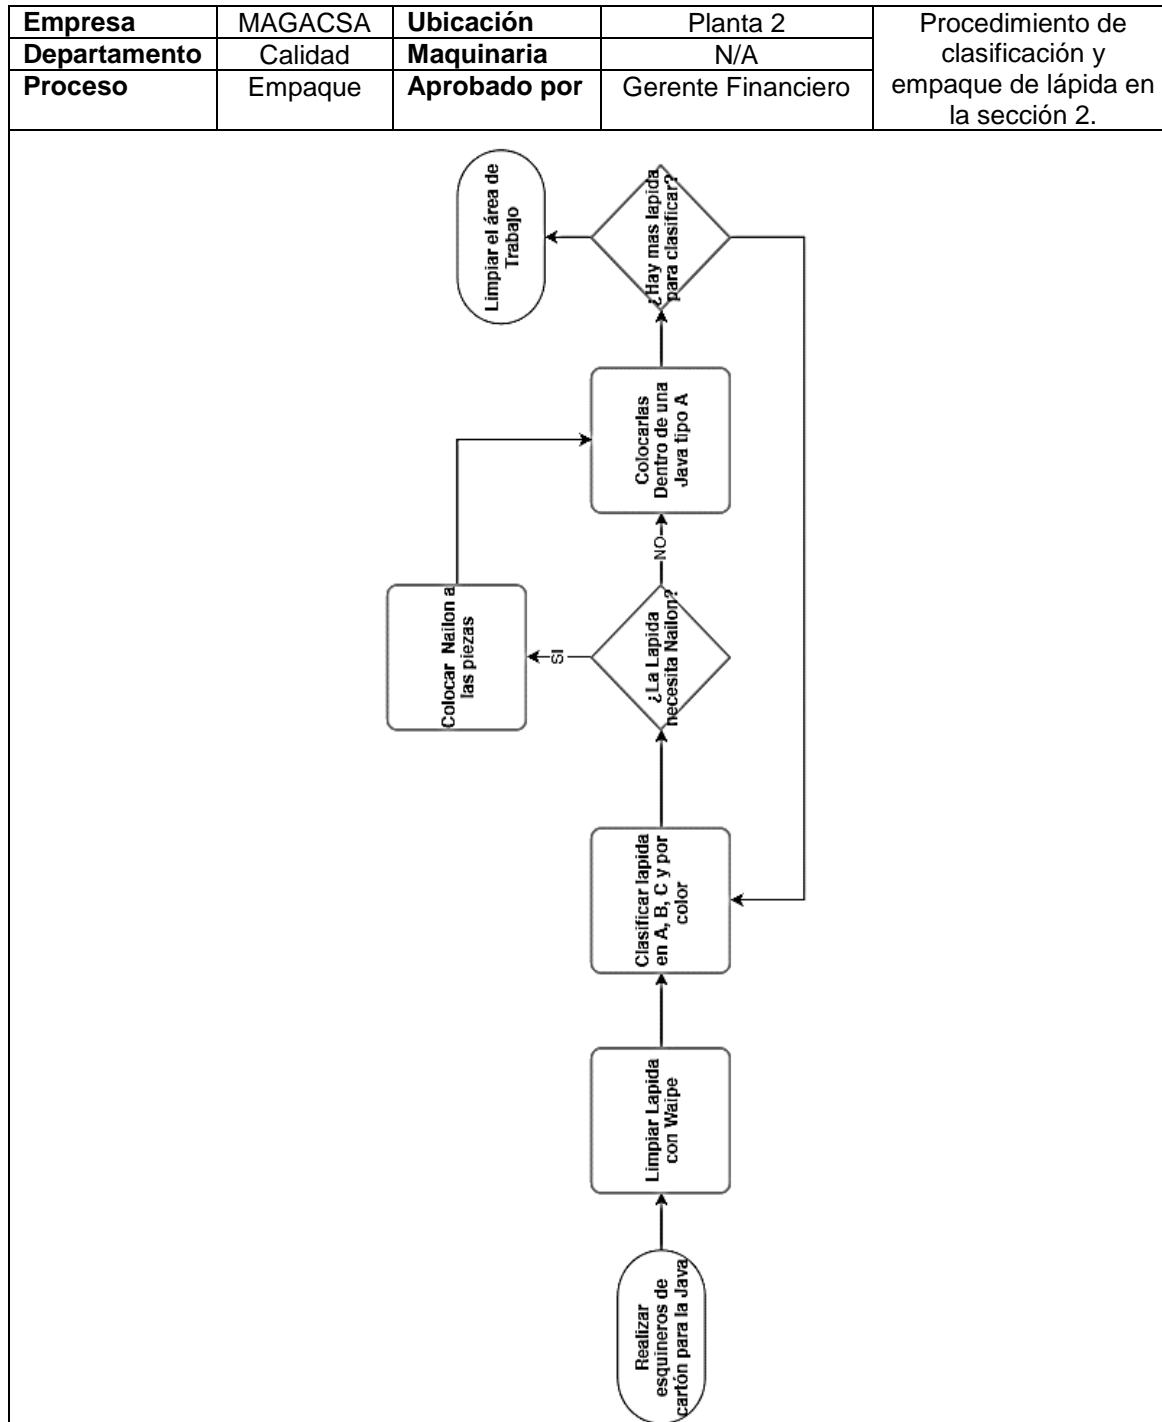 Empresa MAGACSA Ubicación Planta 2 Procedimiento de
Departamento Calidad Maquinaria N/A clasificación y
Proceso Empaque Aprobado por Gerente Financiero empaque de lápida en
la sección 2.
Realizar
esquineros de
cartón para la Java
Limpiar Lapida
con Waipe
Clasificar lapida
en A, B, C y por
color
¿La Lapida
necesita Nailon?
SI
NO
Colocar Nailon a
las piezas
Colocarlas
Dentro de una
Java tipo A
¿Hay mas lapida
para clasificar?
Limpiar el área de
Trabajo